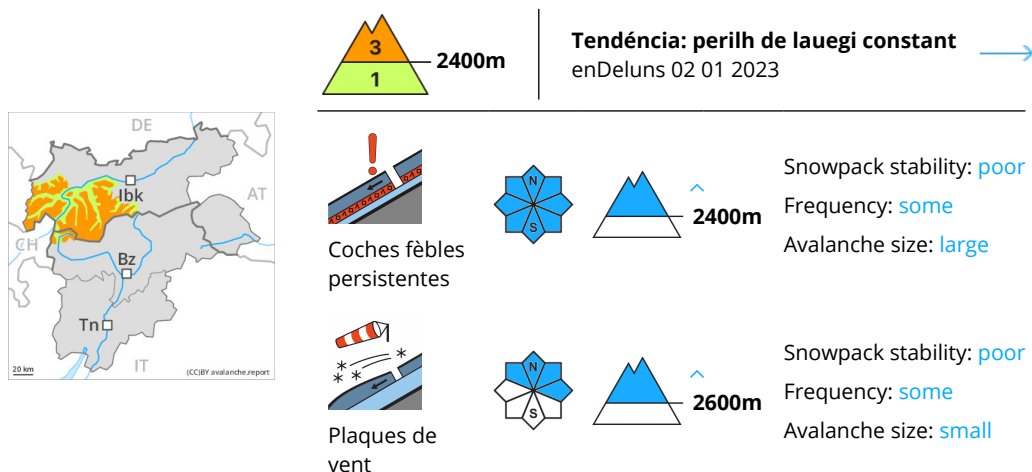 3
1
2400m
Tendéncia: perilh de lauegi constant
enDeluns 02 01 2023
DE
Ibk
AT
CH
Bz
Tn
IT
20 km
(CC)BY avalanche.report
Coches fèbles
persistentes
N
S
2400m
Snowpack stability: poor
Frequency: some
Avalanche size: large
Plaques de
vent
N
S
2600m
Snowpack stability: poor
Frequency: some
Avalanche size: small